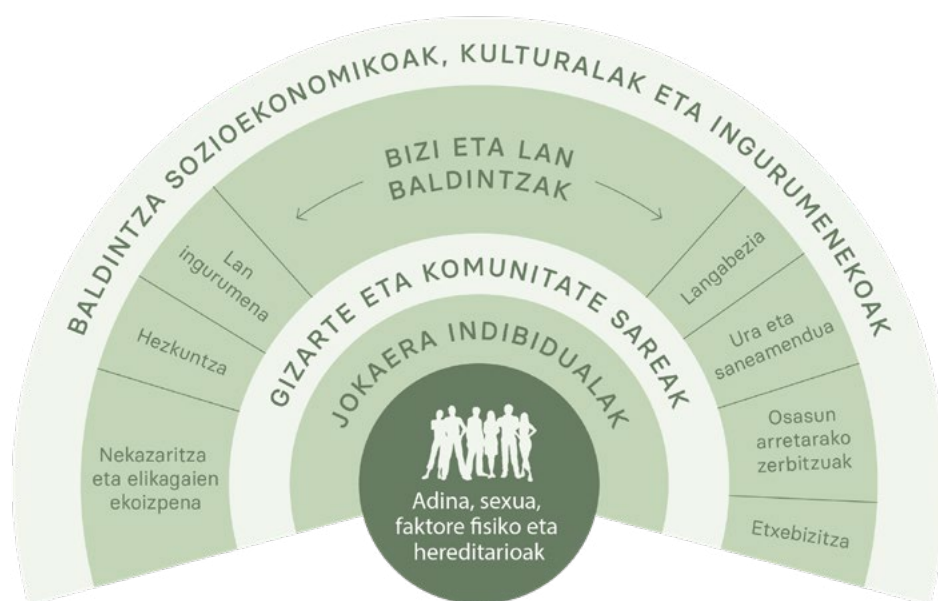 BALDINTZA SOZIOEKONOMIKOAK, KULTURALAK ETA INGURUMENEKOAK
BIZI ETA LAN
BALDINTZAK
Lan
ingurumena
Hezkuntza
Nekazaritza
eta elikagaien
ekoizpena
Langabezia
Ura eta
saneamendua
Osasun
arretarako
zerbitzuak
Etxebizitza
GIZARTE ETA KOMUNITATE SAREAK
JOKAERA INDIBIDUALAK
Adina, sexua,
faktore fisiko eta
hereditarioak